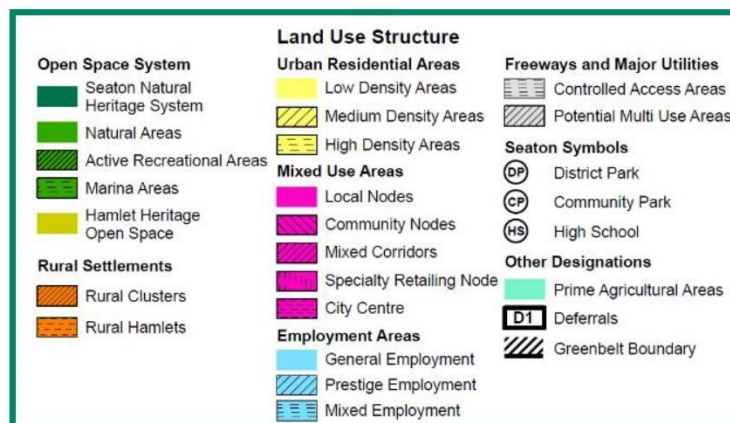 Land Use Structure
Open Space System
Seaton Natural
Heritage System
Natural Areas
Active Recreational Areas
Marina Areas
Hamlet Heritage
Open Space
Rural Settlements
Rural Clusters
Rural Hamlets
Urban Residential Areas
Low Density Areas
Medium Density Areas
High Density Areas
Mixed Use Areas
Local Nodes
Community Nodes
Mixed Corridors
Specialty Retailing Node
City Centre
Employment Areas
General Employment
Prestige Employment
Mixed Employment
Freeways and Major Utilities
Controlled Access Areas
Potential Multi Use Areas
Seaton Symbols
DP District Park
CP Community Park
HS High School
Other Designations
Prime Agricultural Areas
D1 Deferrals
Greenbelt Boundary